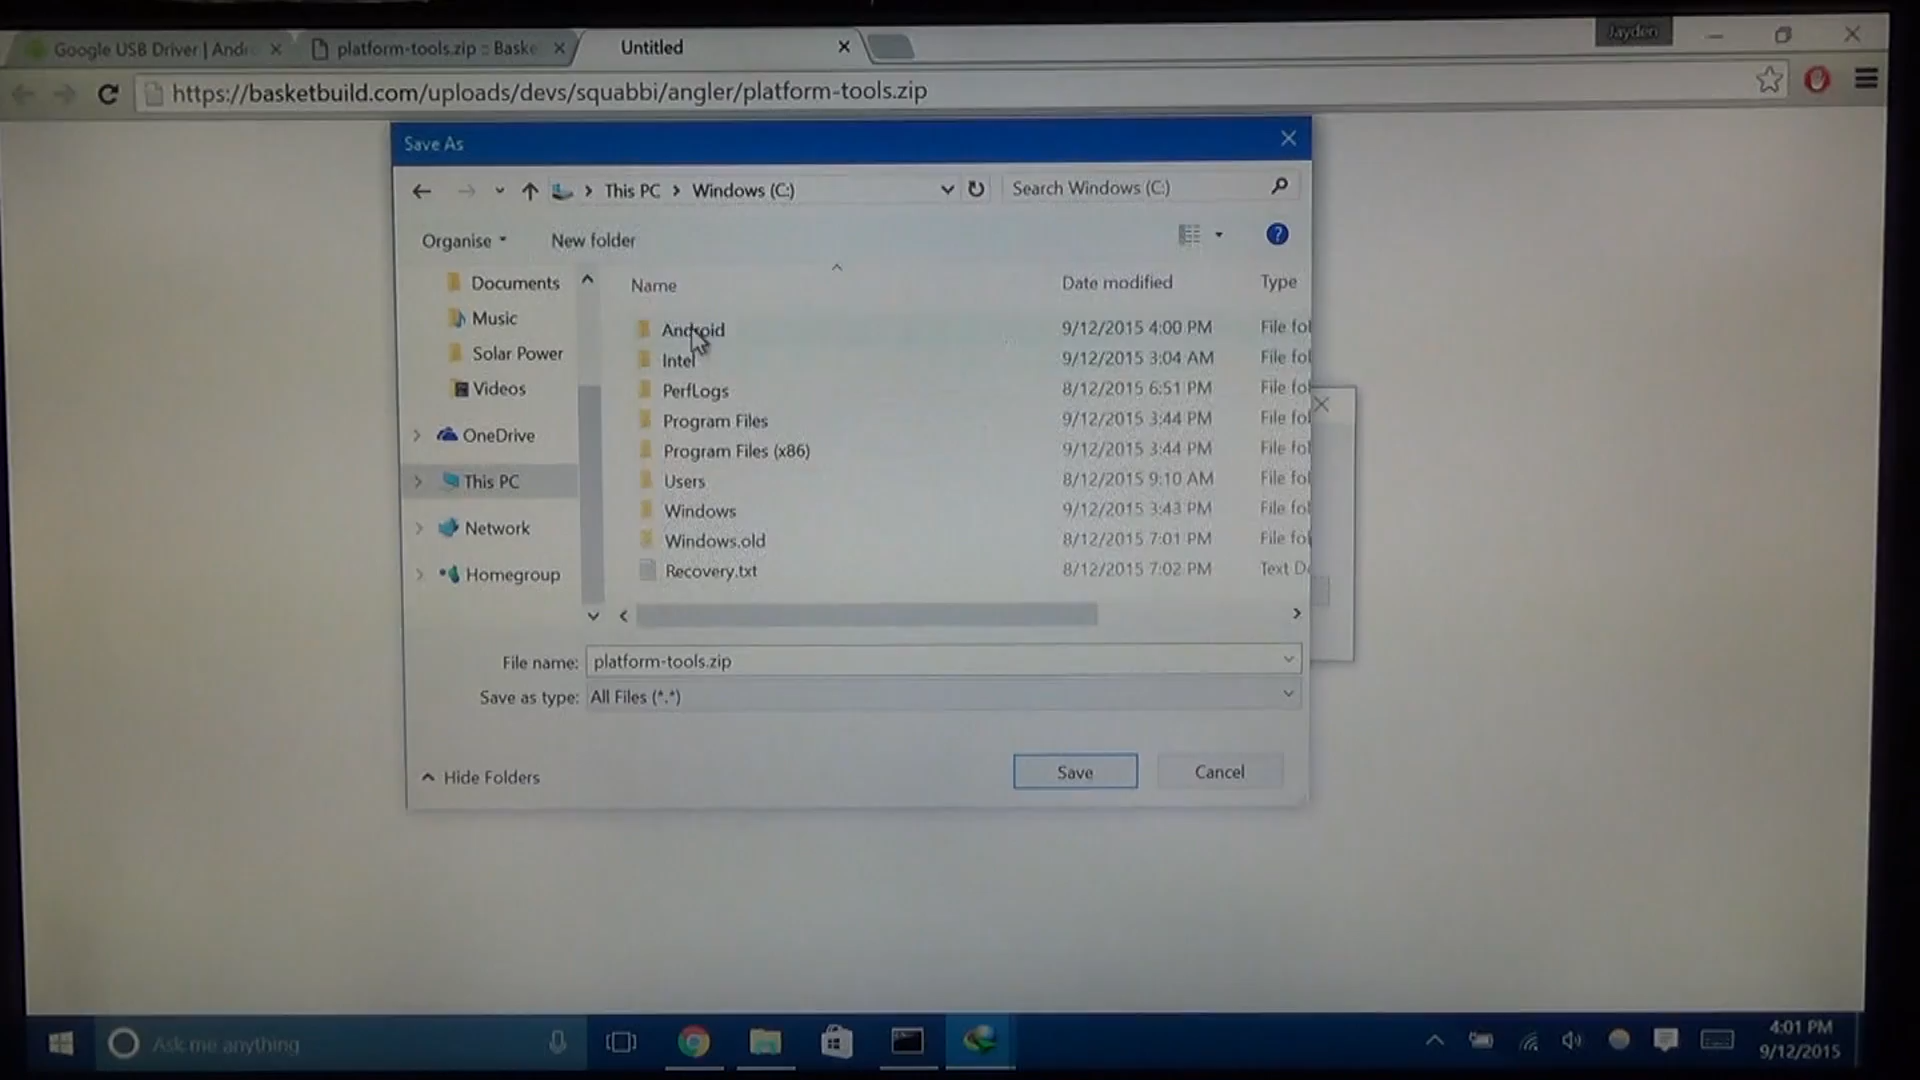 Google USB Driver | Andr
platform-tools.zip :: Baske
Untitled
Jayden
https://basketbuild.com/uploads/devs/squabbi/angler/platform-tools.zip
Save As
This PC > Windows (C:)
Search Windows (C:)
Organise
New folder
Name
Date modified
Type
Documents
Music
Solar Power
Videos
OneDrive
This PC
Network
Homegroup
Android 9/12/2015 4:00 PM File fol
Intel 9/12/2015 3:04 AM File fol
PerfLogs 8/12/2015 6:51 PM File fol
Program Files 9/12/2015 3:44 PM File fol
Program Files (x86) 9/12/2015 3:44 PM File fol
Users 8/12/2015 9:10 AM File fol
Windows 9/12/2015 3:43 PM File fol
Windows.old 8/12/2015 7:01 PM File fol
Recovery.txt 8/12/2015 7:02 PM Text Do
File name: platform-tools.zip
Save as type: All Files (*.*)
Hide Folders
Save
Cancel
Ask me anything
4:01 PM
9/12/2015